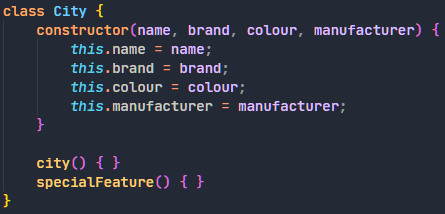 class City {
    constructor(name, brand, colour, manufacturer) {
        this.name = name;
        this.brand = brand;
        this.colour = colour;
        this.manufacturer = manufacturer;
    }

    city() { }
    specialFeature() { }
}